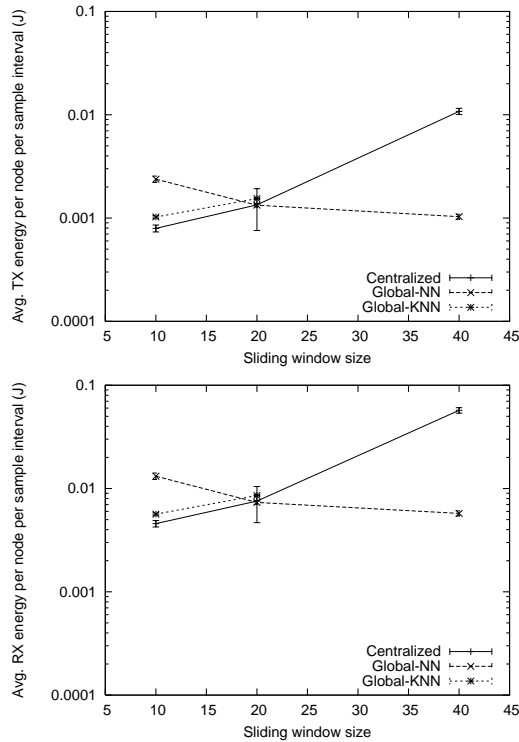 Avg. TX energy per node per sample interval (J)
0.1
0.01
0.001
0.0001
Centralized
Global-NN
Global-KNN
5 10 15 20 25 30 35 40 45
Sliding window size
Avg. RX energy per node per sample interval (J)
0.1
0.01
0.001
0.0001
Centralized
Global-NN
Global-KNN
5 10 15 20 25 30 35 40 45
Sliding window size